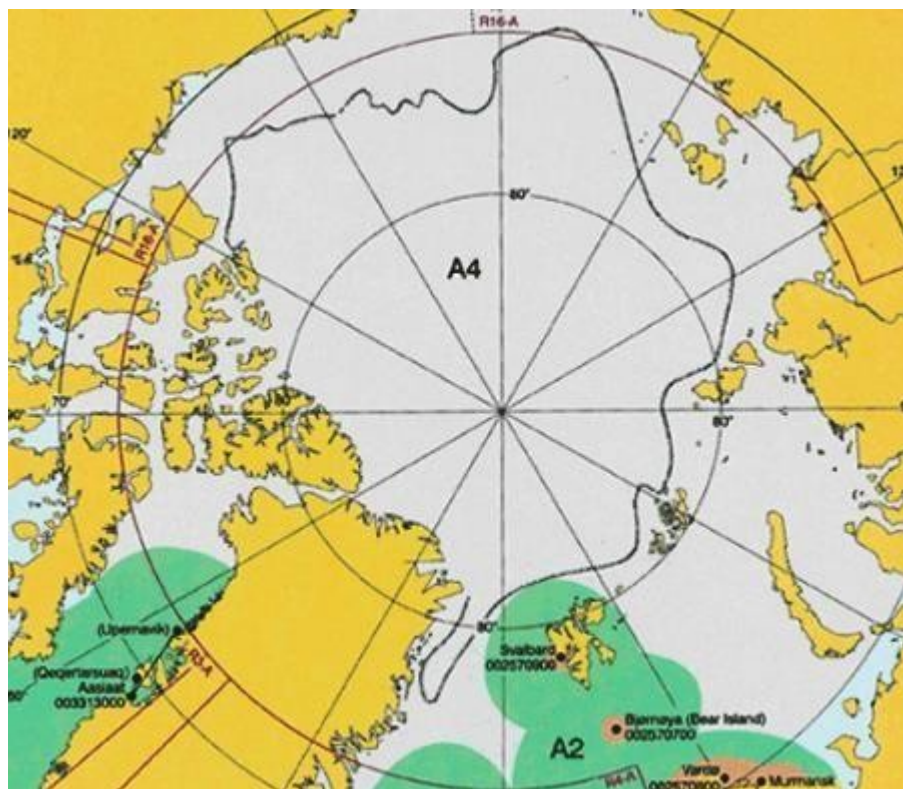 R16-A
120°
80°
A4
R16-A
70°
80°
(Upernavik)
80°
R3-A
Svalbard
002570900
(Qeqertarsuaq)
Aasiaat
003313000
Bjørnøya (Bear Island)
002570700
A2
R4-A
Vardø
Murmansk